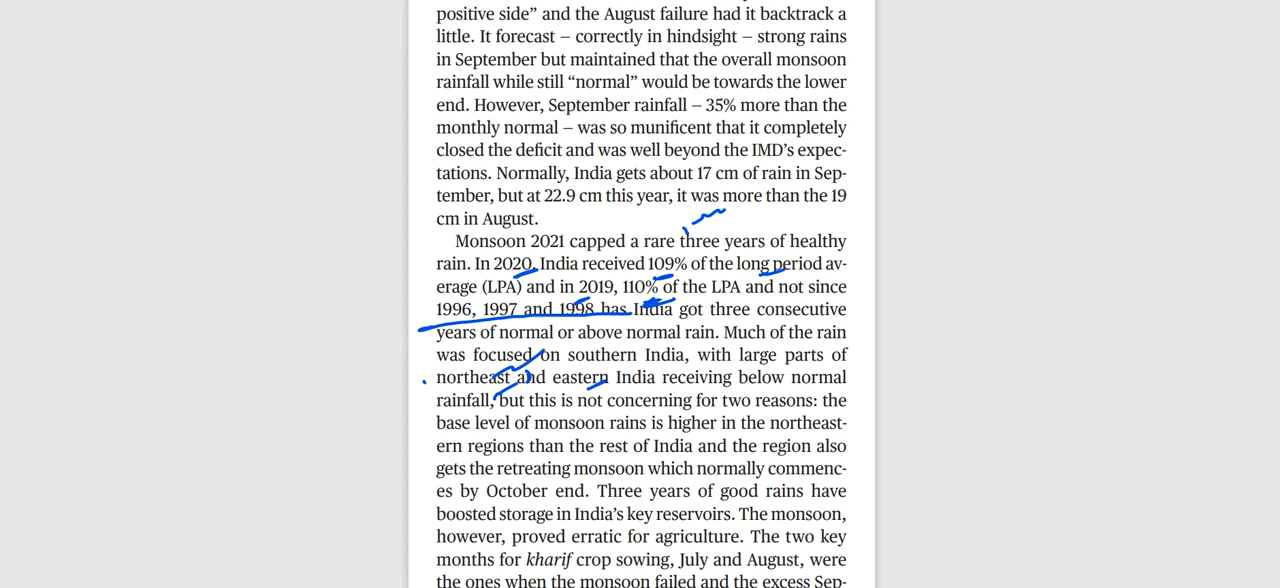 positive side” and the August failure had it backtrack a
little. It forecast – correctly in hindsight – strong rains
in September but maintained that the overall monsoon
rainfall while still “normal” would be towards the lower
end. However, September rainfall – 35% more than the
monthly normal – was so munificent that it completely
closed the deficit and was well beyond the IMD’s expec-
tations. Normally, India gets about 17 cm of rain in Sep-
tember, but at 22.9 cm this year, it was more than the 19
cm in August.
Monsoon 2021 capped a rare three years of healthy
rain. In 2020, India received 109% of the long period av-
erage (LPA) and in 2019, 110% of the LPA and not since
1996, 1997 and 1998 has India got three consecutive
years of normal or above normal rain. Much of the rain
was focused on southern India, with large parts of
northeast and eastern India receiving below normal
rainfall, but this is not concerning for two reasons: the
base level of monsoon rains is higher in the northeast-
ern regions than the rest of India and the region also
gets the retreating monsoon which normally commenc-
es by October end. Three years of good rains have
boosted storage in India’s key reservoirs. The monsoon,
however, proved erratic for agriculture. The two key
months for kharif crop sowing, July and August, were
the ones when the monsoon failed and the excess Sep-